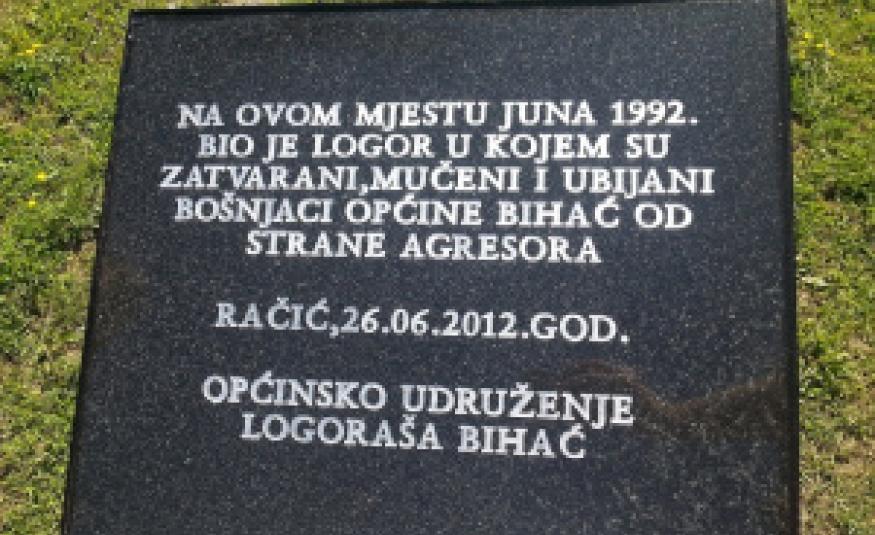 NA OVOM MJESTU JUNA 1992.
BIO JE LOGOR U KOJEM SU
ZATVARANI,MUČENI I UBIJANI
BOŠNJACI OPĆINE BIHAĆ OD
STRANE AGRESORA
RAČIĆ,26.06.2012.GOD.
OPĆINSKO UDRUŽENJE
LOGORAŠA BIHAĆ